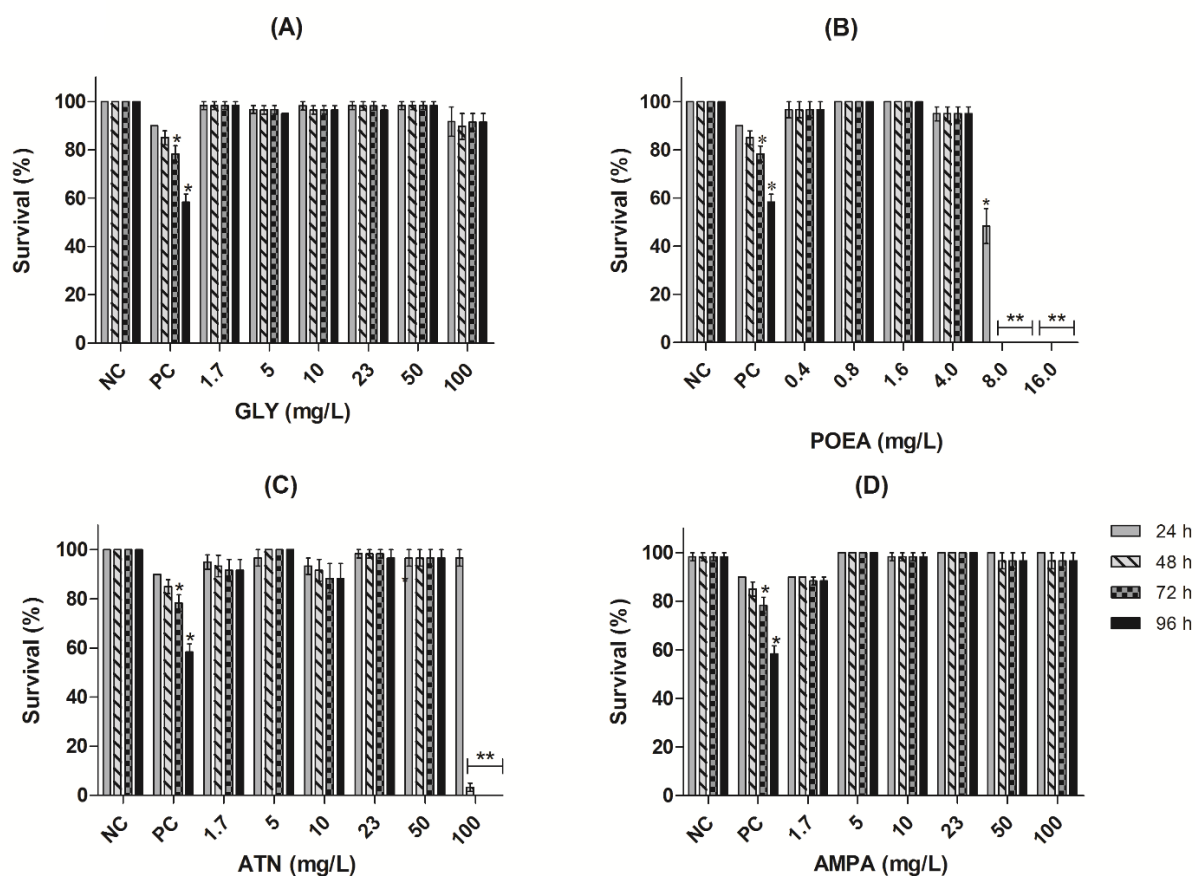 (A)
Survival (%)
100
80
60
40
20
0
*
*
NC PC 1.7 5 10 23 50 100
GLY (mg/L)
(B)
Survival (%)
100
80
60
40
20
0
*
*
*
** **
NC PC 0.4 0.8 1.6 4.0 8.0 16.0
POEA (mg/L)
(C)
Survival (%)
100
80
60
40
20
0
*
*
*
**
NC PC 1.7 5 10 23 50 100
ATN (mg/L)
(D)
Survival (%)
100
80
60
40
20
0
*
*
NC PC 1.7 5 10 23 50 100
AMPA (mg/L)
24 h
48 h
72 h
96 h